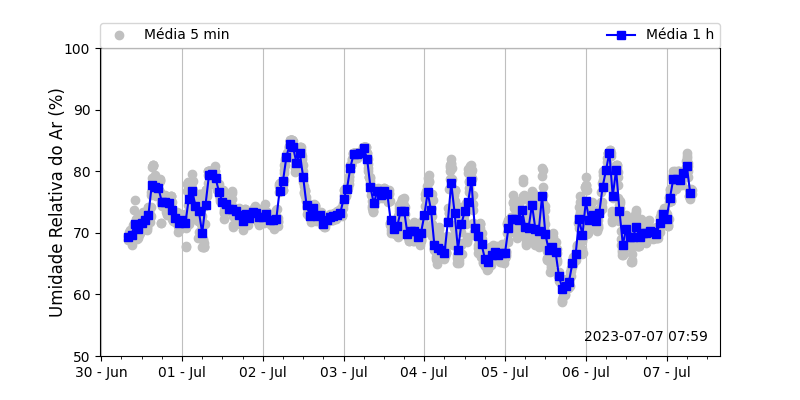 Média 5 min Média 1 h
Umidade Relativa do Ar (%)
100
90
80
70
60
50
2023-07-07 07:59
30 - Jun 01 - Jul 02 - Jul 03 - Jul 04 - Jul 05 - Jul 06 - Jul 07 - Jul